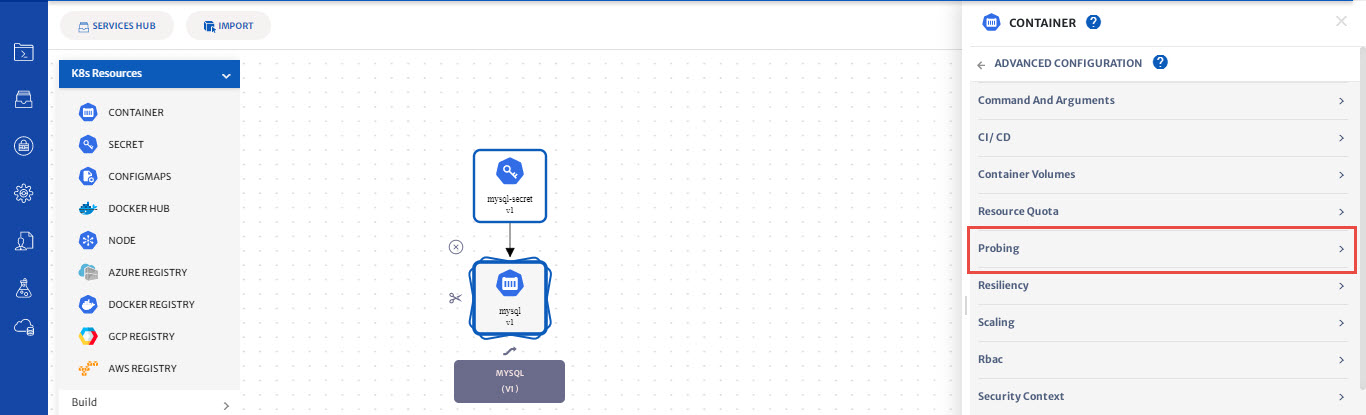 SERVICES HUB
IMPORT
K8s Resources
CONTAINER
SECRET
CONFIGMAPS
DOCKER HUB
NODE
AZURE REGISTRY
DOCKER REGISTRY
GCP REGISTRY
AWS REGISTRY
Build
mysql-secret
v1
mysql
v1
MYSQL
(V1)
CONTAINER ?
ADVANCED CONFIGURATION ?
Command And Arguments
CI/ CD
Container Volumes
Resource Quota
Probing
Resiliency
Scaling
Rbac
Security Context